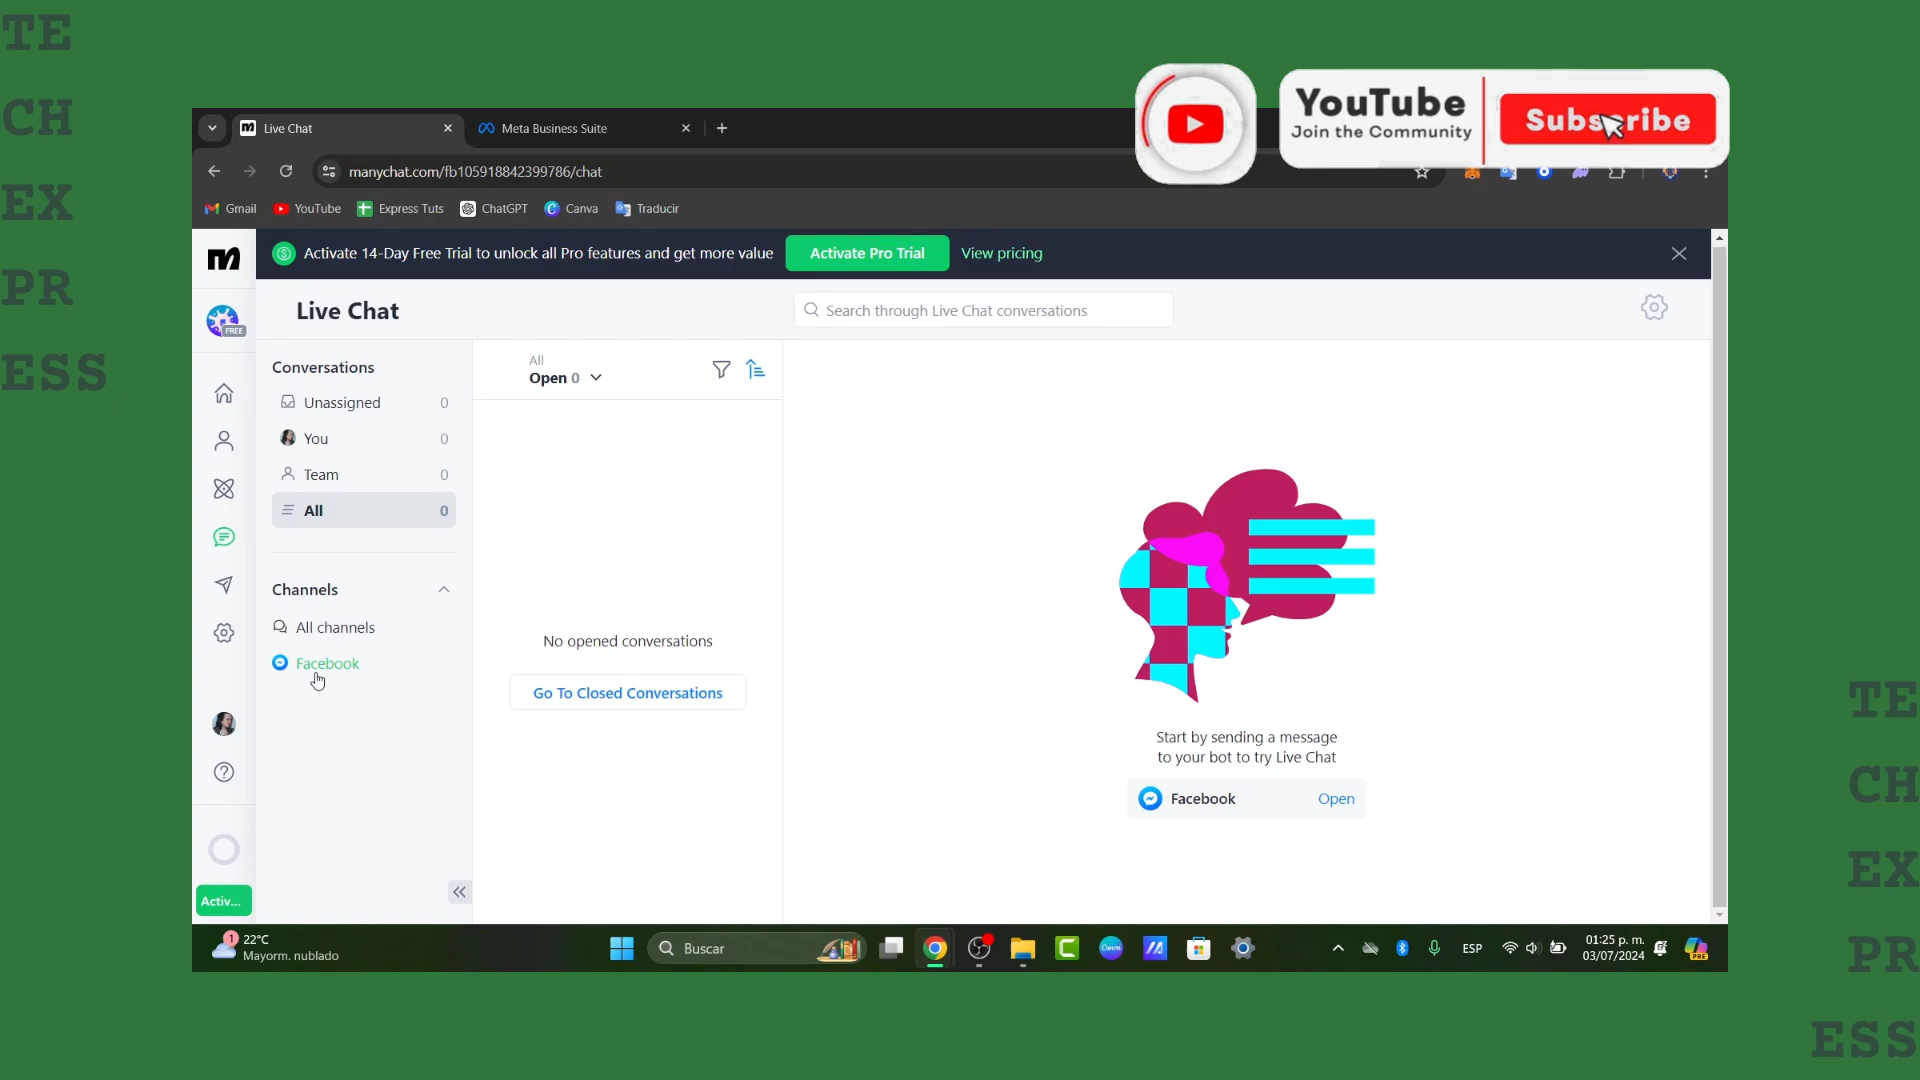 TE
CH
EX
PR
ESS
YouTube
Join the Community
Subscribe
Live Chat
Meta Business Suite
manychat.com/fb105918842399786/chat
Gmail
YouTube
Express Tuts
ChatGPT
Canva
Traducir
Activate 14-Day Free Trial to unlock all Pro features and get more value
Activate Pro Trial
View pricing
FREE
Live Chat
Search through Live Chat conversations
Conversations
Unassigned 0
You 0
Team 0
All 0
Channels
All channels
Facebook
All
Open 0
No opened conversations
Go To Closed Conversations
Start by sending a message
to your bot to try Live Chat
Facebook Open
Activ...
1
22°C
Mayorm. nublado
Buscar
Canva
ESP
01:25 p. m.
03/07/2024
PRE
TE
CH
EX
PR
ESS